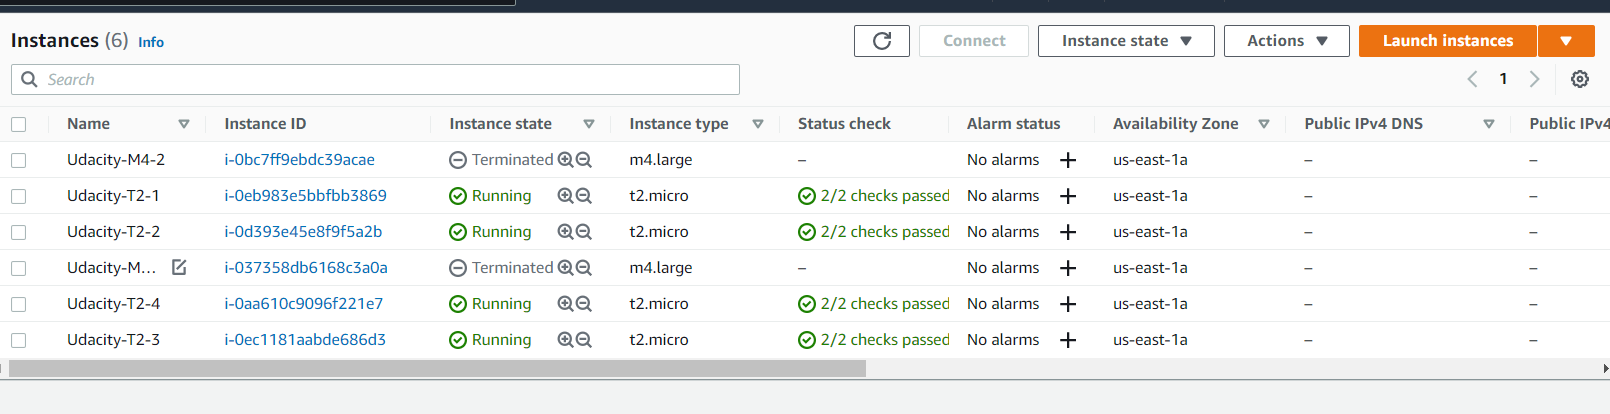 Instances (6) Info Connect Instance state Actions Launch instances
Search 1
Name Instance ID Instance state Instance type Status check Alarm status Availability Zone Public IPv4 DNS Public IPv4
Udacity-M4-2 i-0bc7ff9ebdc39acae Terminated m4.large – No alarms + us-east-1a – –
Udacity-T2-1 i-0eb983e5bbfbb3869 Running t2.micro 2/2 checks passed No alarms + us-east-1a – –
Udacity-T2-2 i-0d393e45e8f9f5a2b Running t2.micro 2/2 checks passed No alarms + us-east-1a – –
Udacity-M... i-037358db6168c3a0a Terminated m4.large – No alarms + us-east-1a – –
Udacity-T2-4 i-0aa610c9096f221e7 Running t2.micro 2/2 checks passed No alarms + us-east-1a – –
Udacity-T2-3 i-0ec1181aabde686d3 Running t2.micro 2/2 checks passed No alarms + us-east-1a – –